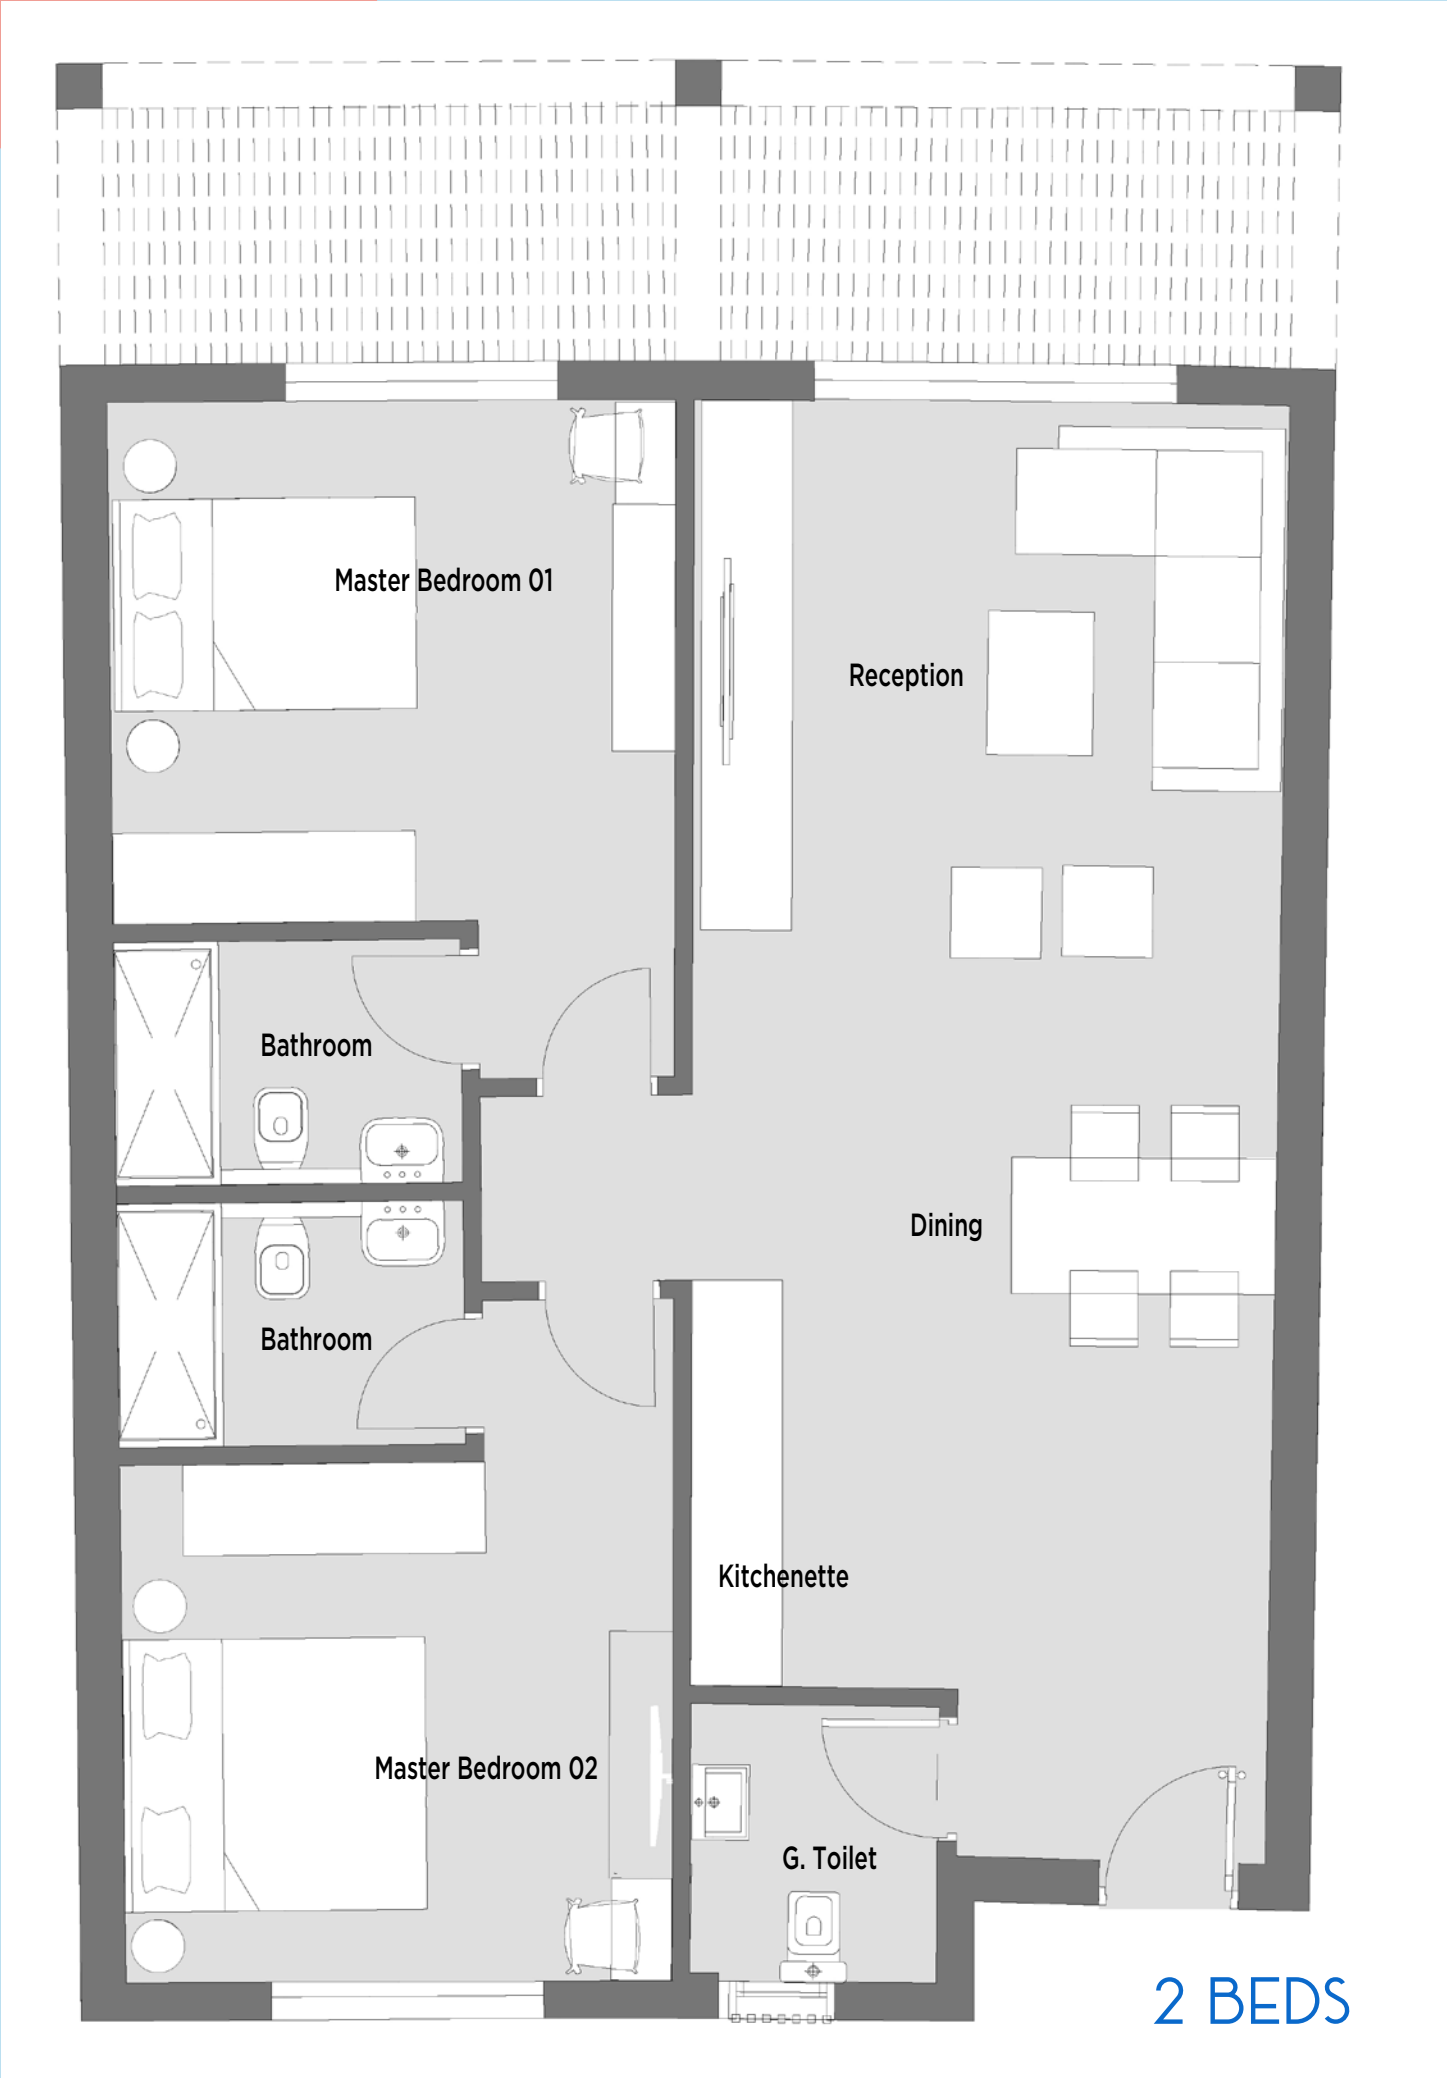 Master Bedroom 01
Reception
Bathroom
Dining
Bathroom
Kitchenette
Master Bedroom 02
G. Toilet
2 BEDS